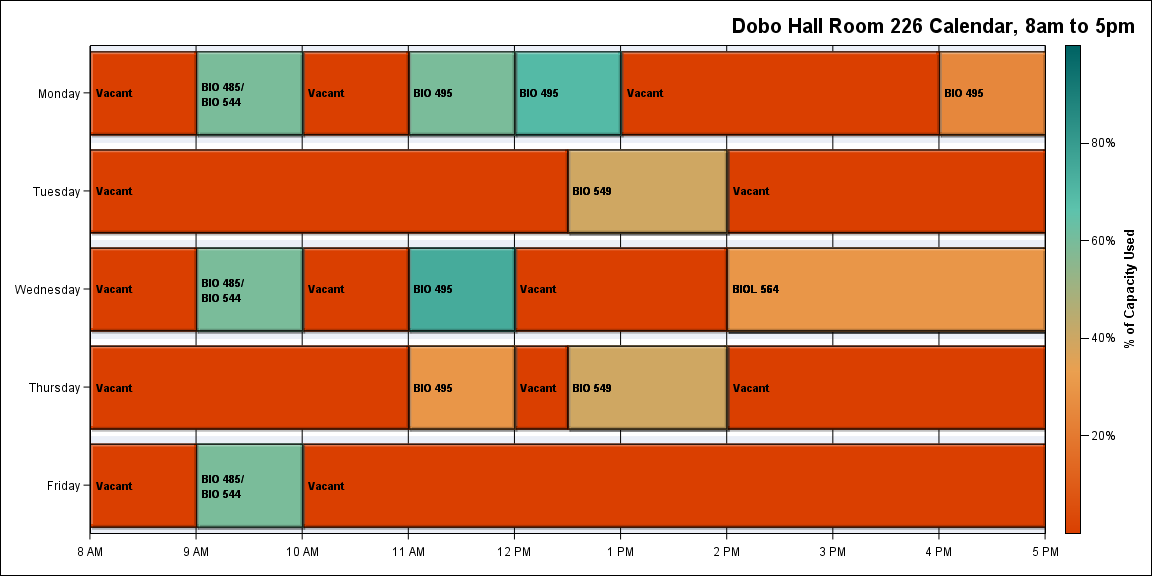 Dobo Hall Room 226 Calendar, 8am to 5pm
Monday
Vacant
BIO 485/
BIO 544
Vacant
BIO 495
BIO 495
Vacant
BIO 495
Tuesday
Vacant
BIO 549
Vacant
Wednesday
Vacant
BIO 485/
BIO 544
Vacant
BIO 495
Vacant
BIOL 564
Thursday
Vacant
BIO 495
Vacant
BIO 549
Vacant
Friday
Vacant
BIO 485/
BIO 544
Vacant
8 AM
9 AM
10 AM
11 AM
12 PM
1 PM
2 PM
3 PM
4 PM
5 PM
80%
60%
40%
20%
% of Capacity Used